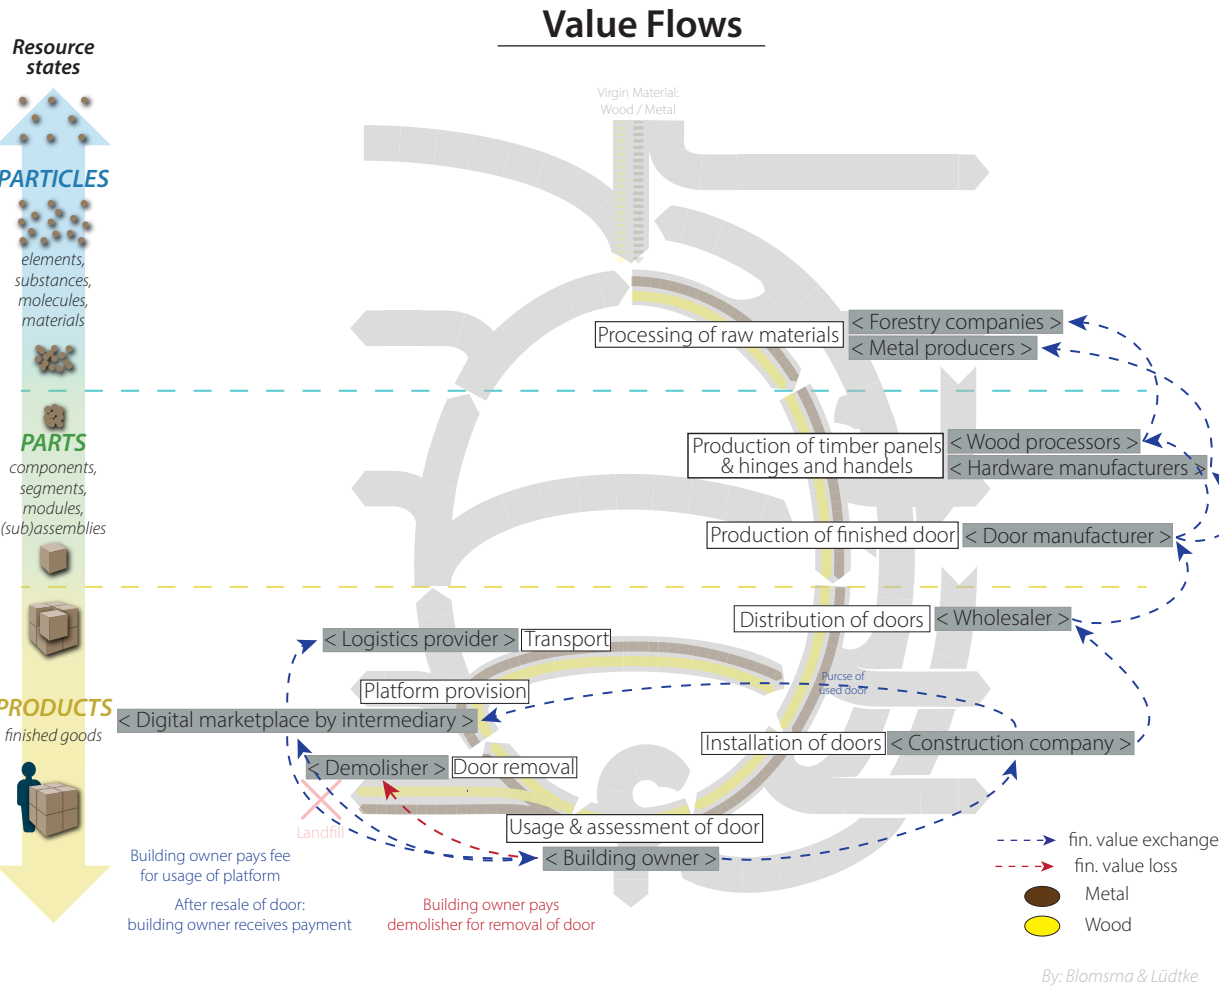 Value Flows
Resource
states
Virgin Material:
Wood / Metal
PARTICLES
elements,
substances,
molecules,
materials
Processing of raw materials
< Forestry companies >
< Metal producers >
PARTS
components,
segments,
modules,
(sub)assemblies
Production of timber panels
& hinges and handels
< Wood processors >
< Hardware manufacturers >
Production of finished door
< Door manufacturer >
Distribution of doors
< Wholesaler >
< Logistics provider >
Transport
Platform provision
Purcse of
used door
PRODUCTS
finished goods
< Digital marketplace by intermediary >
Installation of doors
< Construction company >
< Demolisher >
Door removal
Landfill
Usage & assessment of door
< Building owner >
Building owner pays fee
for usage of platform
After resale of door:
building owner receives payment
Building owner pays
demolisher for removal of door
fin. value exchange
fin. value loss
Metal
Wood
By: Blomsma & Lüdtke